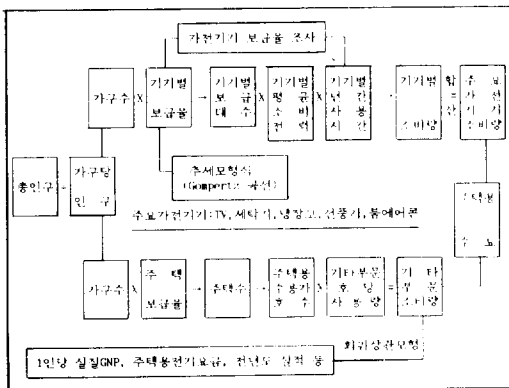 가전기기 보급율 조사
가구수 X 기기별 보급율 → 기기별 보급 대수 X 기기별 평균 소비 전력 X 기기별 년간 사용 시간 = 기기별 소비량 합산 주요 가전 기기 소비량
추세모형식
(Gompertz 곡선)
총인구 가구당 인구
주요가전기기:TV,세탁기,냉장고,선풍기,룸에어콘
주택용 수요
가구수 X 주택 보급율 → 주택수 → 주택용 수용가 호수 X 기타부문 호당 사용량 = 기타 부문 소비량
회귀상관모형
1인당 실질GNP, 주택용전기요금, 전년도 실적 등